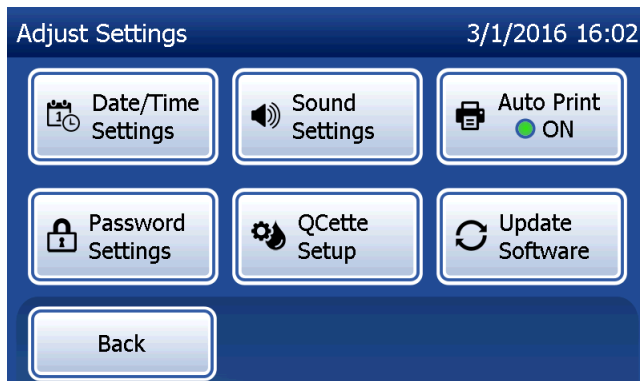 Adjust Settings 3/1/2016 16:02
Date/Time
Settings
Sound
Settings
Auto Print
ON
Password
Settings
QCette
Setup
Update
Software
Back